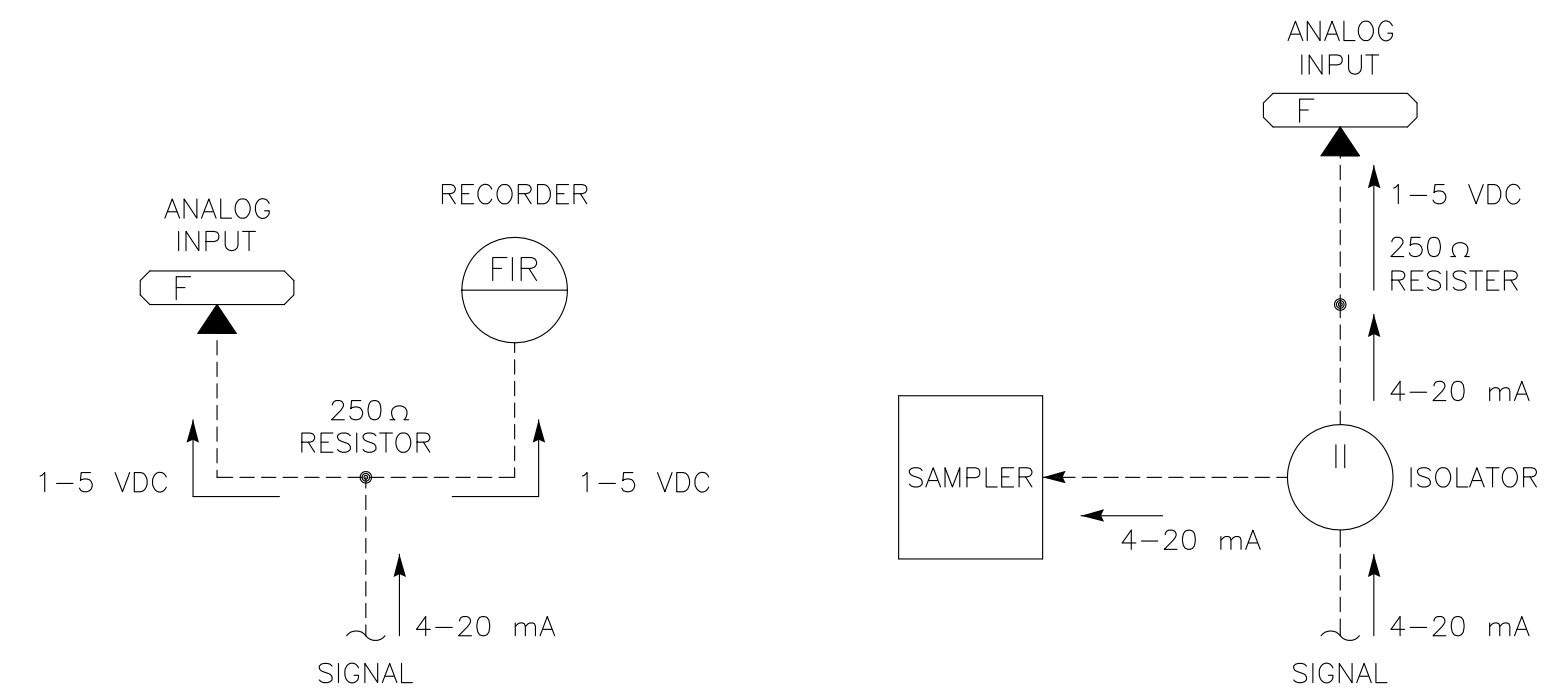 ANALOG
INPUT
F
RECORDER
FIR
250 Ω
RESISTOR
1–5 VDC
1–5 VDC
4–20 mA
SIGNAL
ANALOG
INPUT
F
1–5 VDC
250 Ω
RESISTER
4–20 mA
SAMPLER
II
ISOLATOR
4–20 mA
4–20 mA
SIGNAL